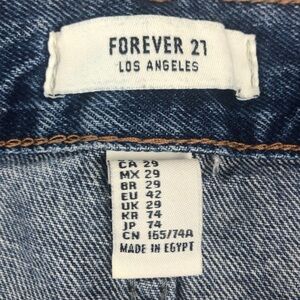 FOREVER 21
LOS ANGELES
CA 29
MX 29
BR 29
EU 42
UK 29
KR 74
JP 74
CN 165/74A
MADE IN EGYPT